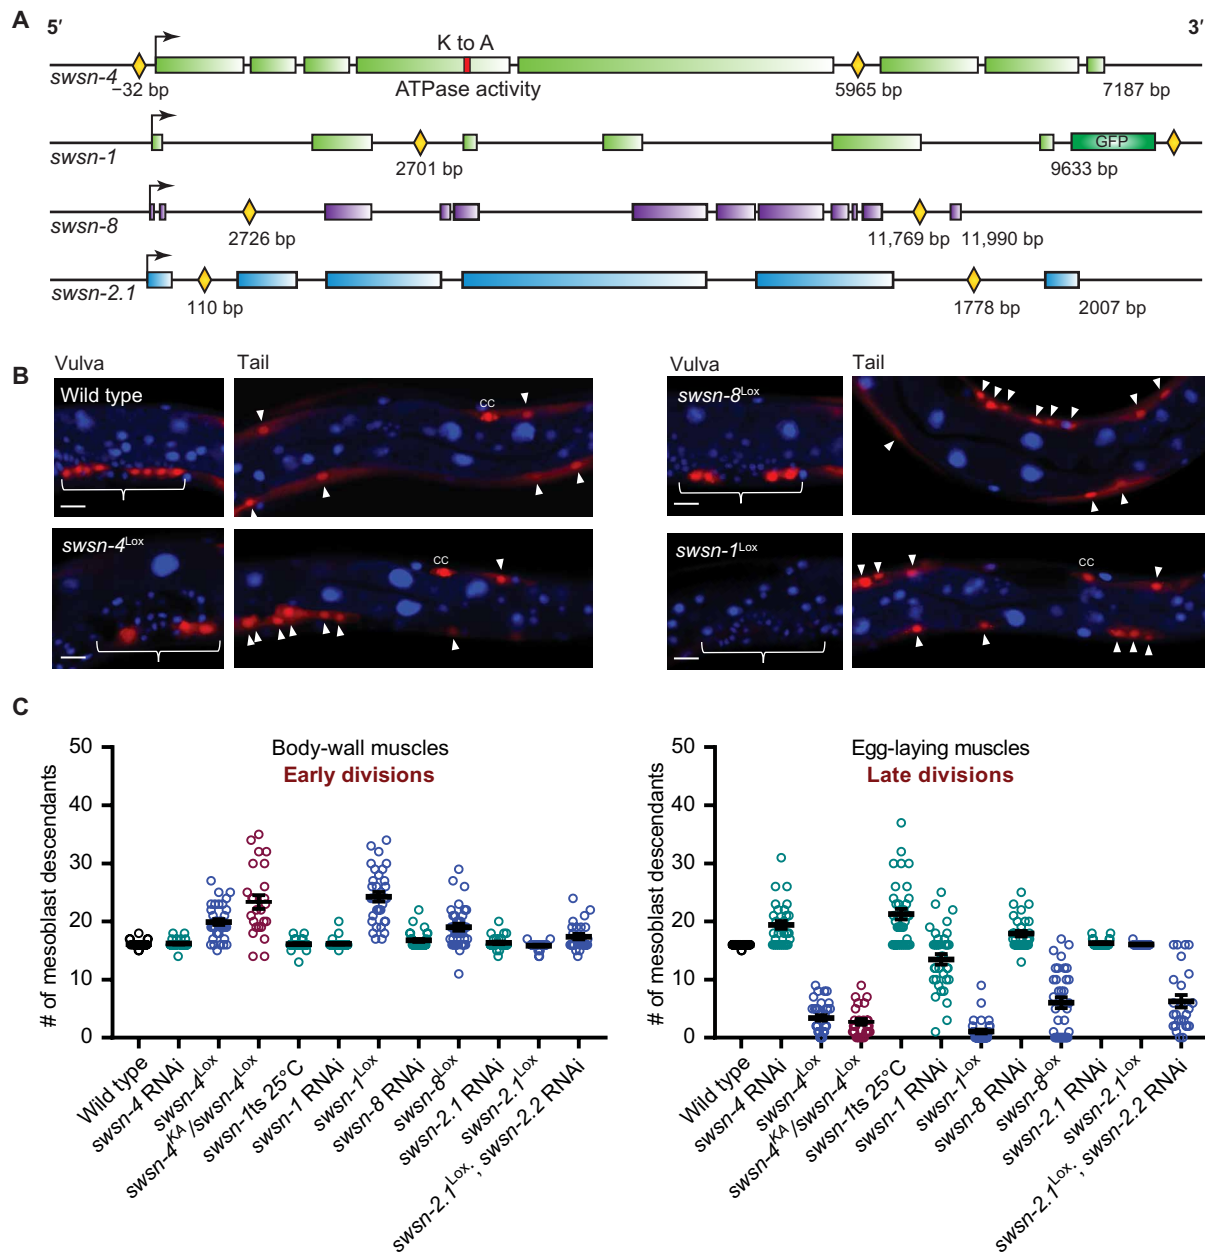 A
5′
3′
K to A
swsn-4
−32 bp
ATPase activity
5965 bp
7187 bp
GFP
swsn-1
2701 bp
9633 bp
swsn-8
2726 bp
11,769 bp
11,990 bp
swsn-2.1
110 bp
1778 bp
2007 bp
B
Vulva
Tail
Vulva
Tail
Wild type
cc
swsn-8Lox
swsn-4Lox
cc
swsn-1Lox
cc
C
Body-wall muscles
Early divisions
# of mesoblast descendants
50
40
30
20
10
0
Wild type
swsn-4 RNAi
swsn-4Lox
swsn-4KA/swsn-4Lox
swsn-1ts 25°C
swsn-1 RNAi
swsn-1Lox
swsn-8 RNAi
swsn-8Lox
swsn-2.1 RNAi
swsn-2.1Lox
swsn-2.1Lox; swsn-2.2 RNAi
Egg-laying muscles
Late divisions
# of mesoblast descendants
50
40
30
20
10
0
Wild type
swsn-4 RNAi
swsn-4Lox
swsn-4KA/swsn-4Lox
swsn-1ts 25°C
swsn-1 RNAi
swsn-1Lox
swsn-8 RNAi
swsn-8Lox
swsn-2.1 RNAi
swsn-2.1Lox
swsn-2.1Lox; swsn-2.2 RNAi